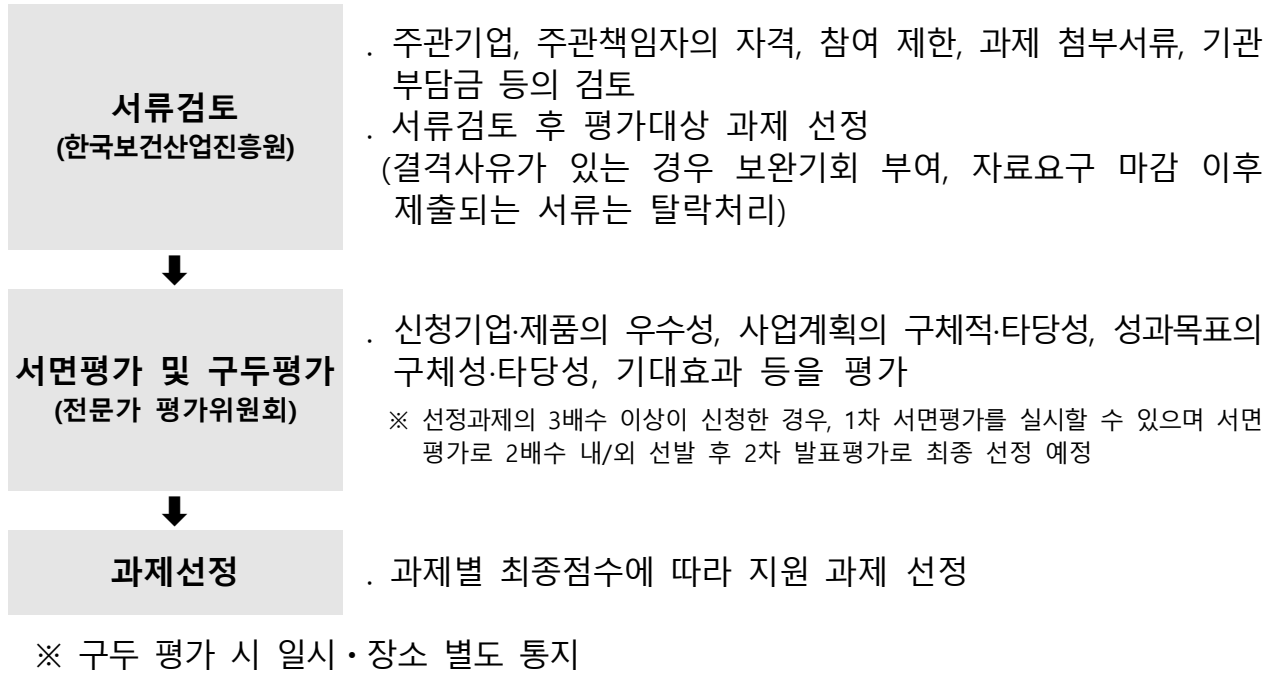 서류검토
(한국보건산업진흥원)
. 주관기업, 주관책임자의 자격, 참여 제한, 과제 첨부서류, 기관
부담금 등의 검토
. 서류검토 후 평가대상 과제 선정
(결격사유가 있는 경우 보완기회 부여, 자료요구 마감 이후
제출되는 서류는 탈락처리)
서면평가 및 구두평가
(전문가 평가위원회)
. 신청기업·제품의 우수성, 사업계획의 구체적·타당성, 성과목표의
구체성·타당성, 기대효과 등을 평가
※ 선정과제의 3배수 이상이 신청한 경우, 1차 서면평가를 실시할 수 있으며 서면
평가로 2배수 내/외 선발 후 2차 발표평가로 최종 선정 예정
과제선정
. 과제별 최종점수에 따라 지원 과제 선정
※ 구두 평가 시 일시・장소 별도 통지